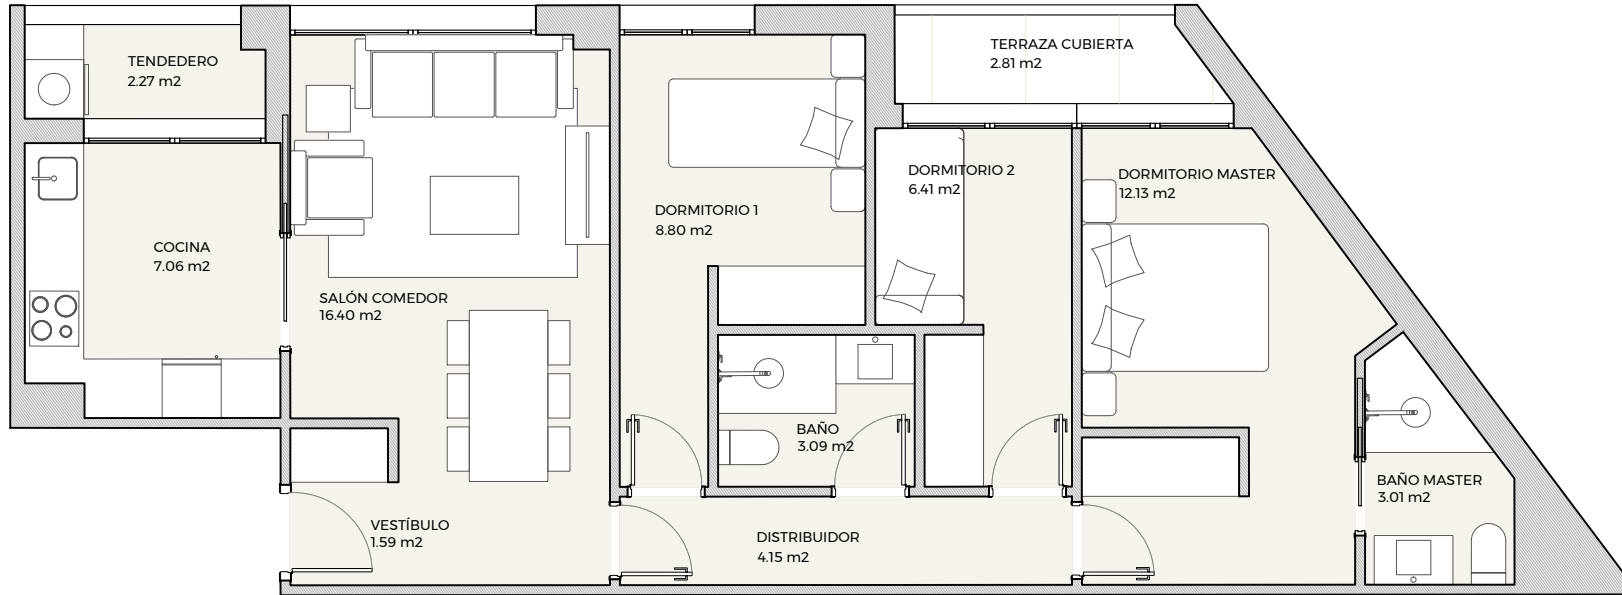 TENDEDERO
2.27 m2
TERRAZA CUBIERTA
2.81 m2
COCINA
7.06 m2
SALÓN COMEDOR
16.40 m2
DORMITORIO 1
8.80 m2
DORMITORIO 2
6.41 m2
DORMITORIO MASTER
12.13 m2
BAÑO
3.09 m2
BAÑO MASTER
3.01 m2
VESTÍBULO
1.59 m2
DISTRIBUIDOR
4.15 m2